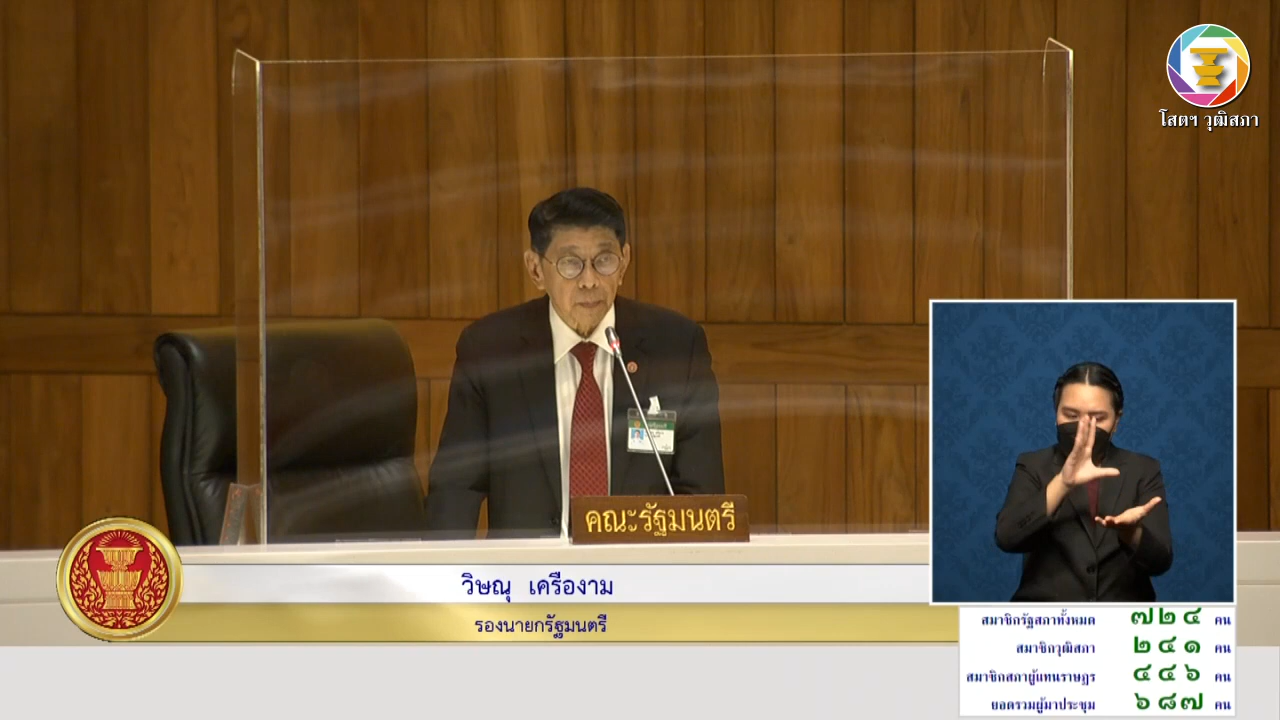 โสตฯ วุฒิสภา
คณะรัฐมนตรี
วิษณุ เครืองาม
รองนายกรัฐมนตรี
สมาชิกรัฐสภาทั้งหมด ๗๒๔ คน
สมาชิกวุฒิสภา ๒๔๑ คน
สมาชิกสภาผู้แทนราษฎร ๔๔๖ คน
ยอดรวมผู้มาประชุม ๖๘๗ คน